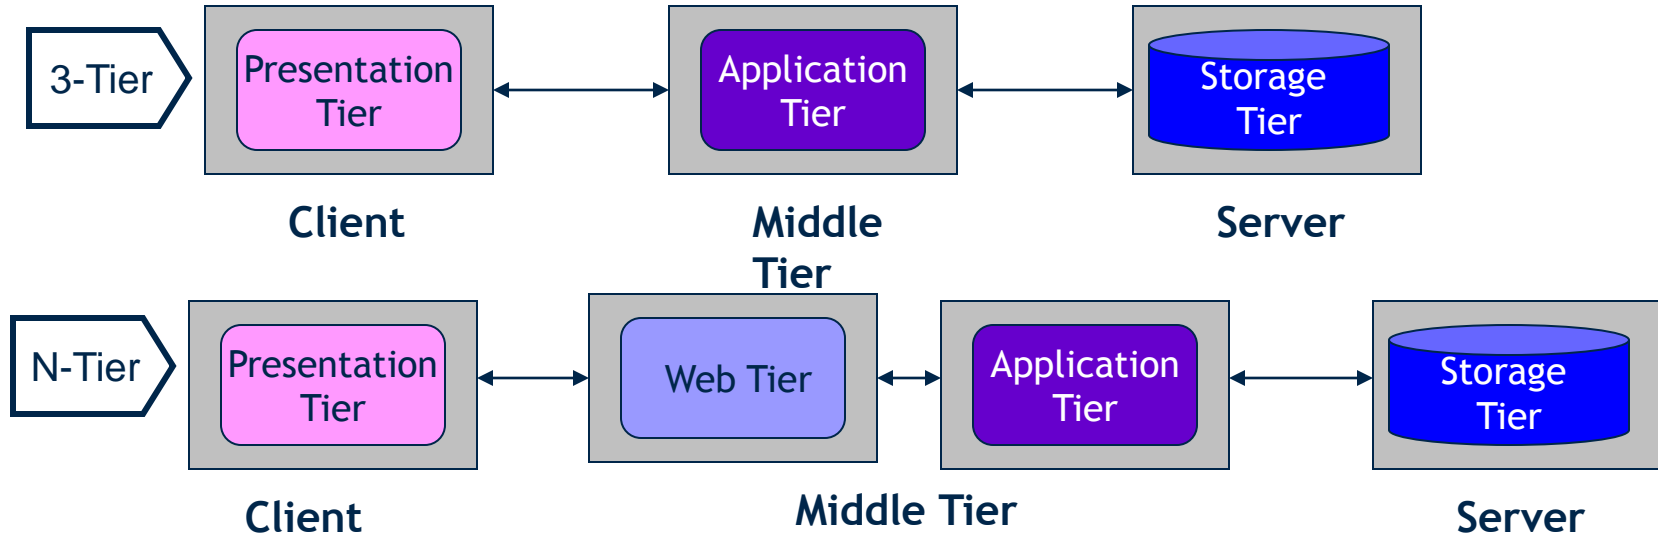 3-Tier
Presentation
Tier
Application
Tier
Storage
Tier
Client
Middle
Tier
Server
N-Tier
Presentation
Tier
Web Tier
Application
Tier
Storage
Tier
Client
Middle Tier
Server